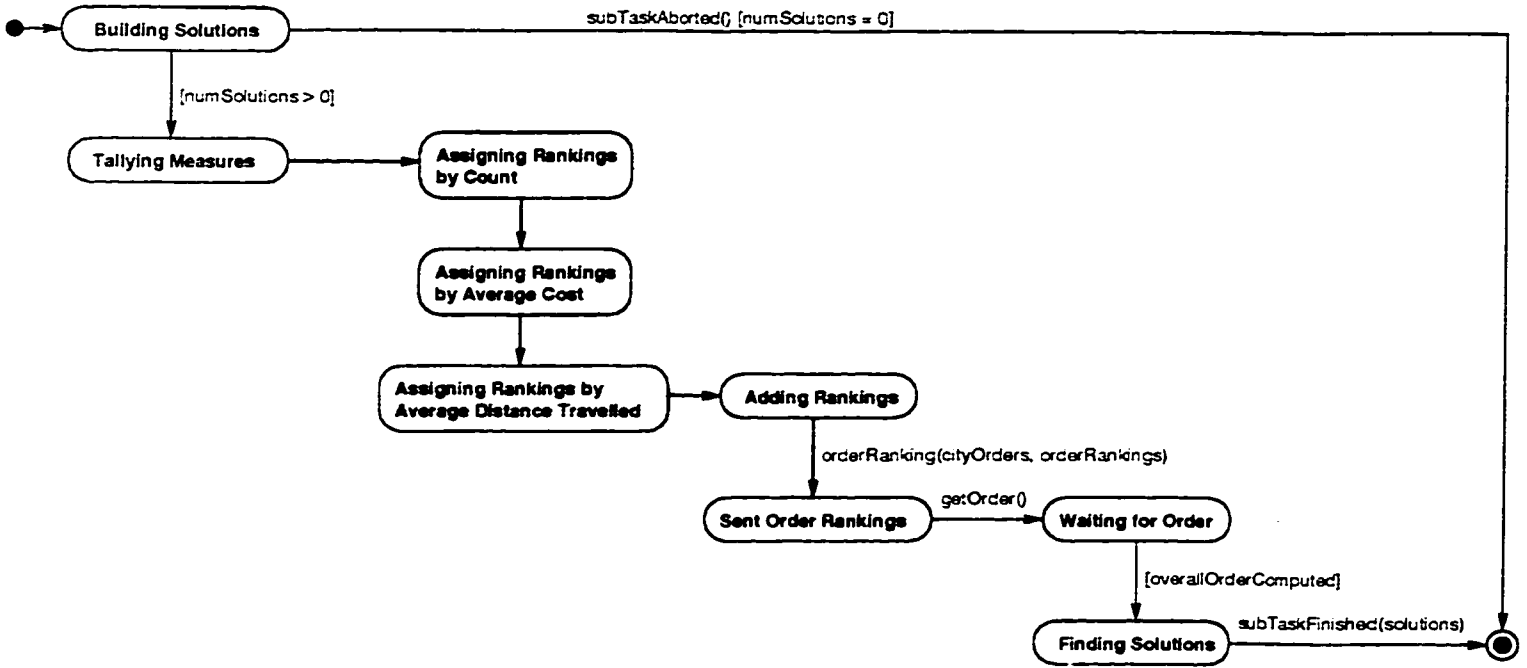 subTaskAborted() [numSolutions = 0]
Building Solutions
[numSolutions > 0]
Tallying Measures
Assigning Rankings
by Count
Assigning Rankings
by Average Cost
Assigning Rankings by
Average Distance Travelled
Adding Rankings
orderRanking(cityOrders, orderRankings)
Sent Order Rankings
getOrder()
Waiting for Order
[overallOrderComputed]
Finding Solutions
subTaskFinished(solutions)